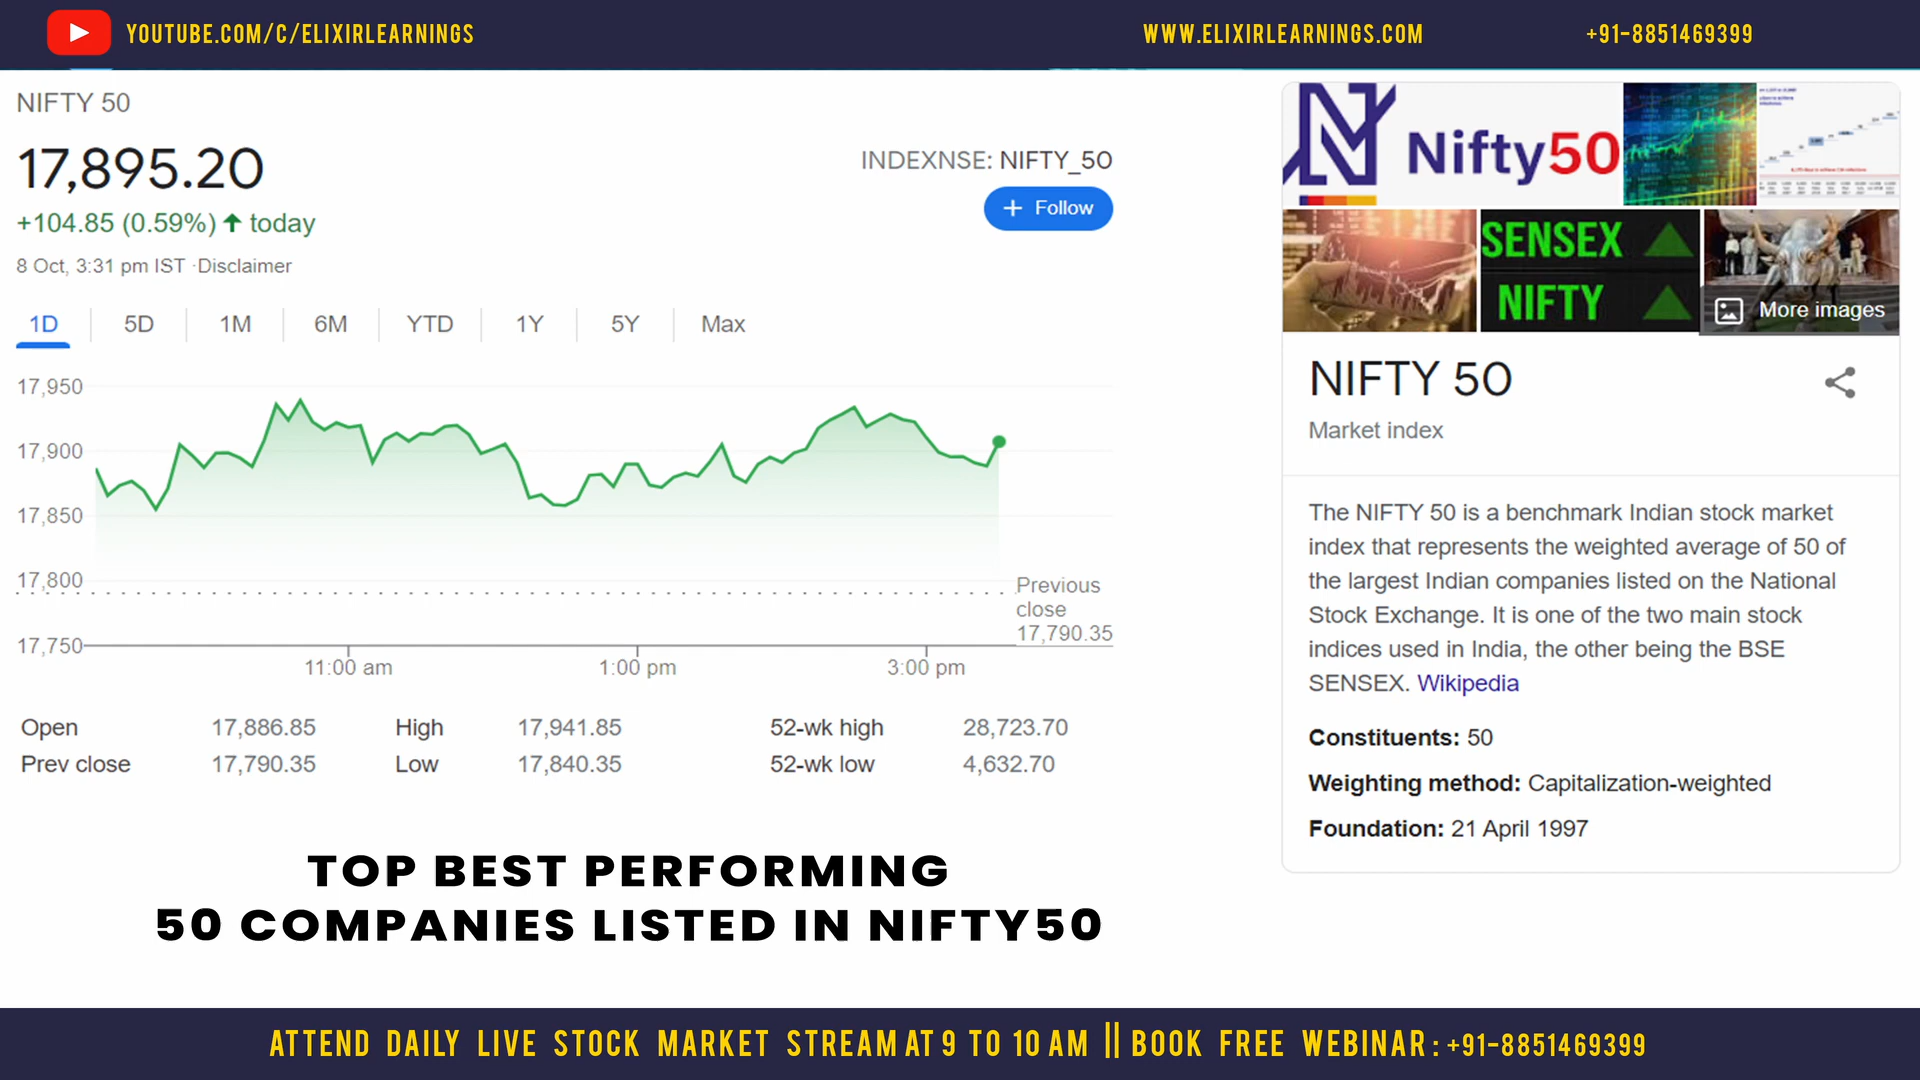 YOUTUBE.COM/C/ELIXIRLEARNINGS
WWW.ELIXIRLEARNINGS.COM
+91-8851469399
NIFTY 50
17,895.20
+104.85 (0.59%) ↑ today
8 Oct, 3:31 pm IST ·Disclaimer
INDEXNSE: NIFTY_50
+ Follow
1D 5D 1M 6M YTD 1Y 5Y Max
17,950
17,900
17,850
17,800
17,750
Previous
close
17,790.35
11:00 am 1:00 pm 3:00 pm
Open 17,886.85 High 17,941.85 52-wk high 28,723.70
Prev close 17,790.35 Low 17,840.35 52-wk low 4,632.70
TOP BEST PERFORMING
50 COMPANIES LISTED IN NIFTY50
Nifty50
SENSEX
NIFTY
More images
NIFTY 50
Market index
The NIFTY 50 is a benchmark Indian stock market
index that represents the weighted average of 50 of
the largest Indian companies listed on the National
Stock Exchange. It is one of the two main stock
indices used in India, the other being the BSE
SENSEX. Wikipedia
Constituents: 50
Weighting method: Capitalization-weighted
Foundation: 21 April 1997
ATTEND DAILY LIVE STOCK MARKET STREAM AT 9 TO 10 AM || BOOK FREE WEBINAR : +91-8851469399